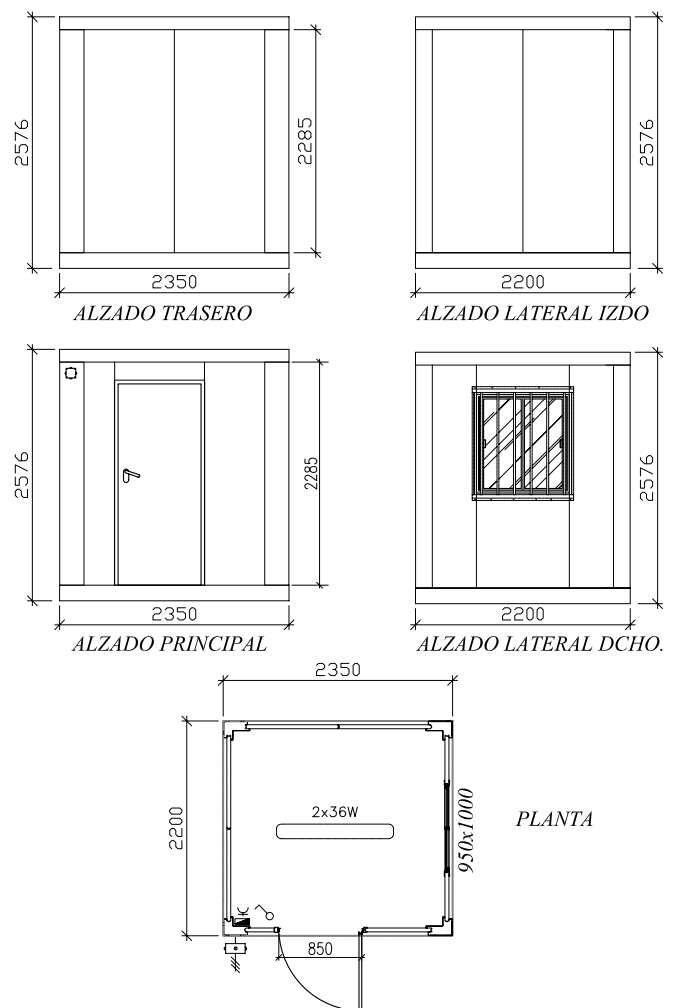 2576
2285
2350
ALZADO TRASERO
2576
2200
ALZADO LATERAL IZDO
2576
2285
2350
ALZADO PRINCIPAL
2576
2200
ALZADO LATERAL DCHO.
2350
2200
2x36W
950x1000
850
PLANTA